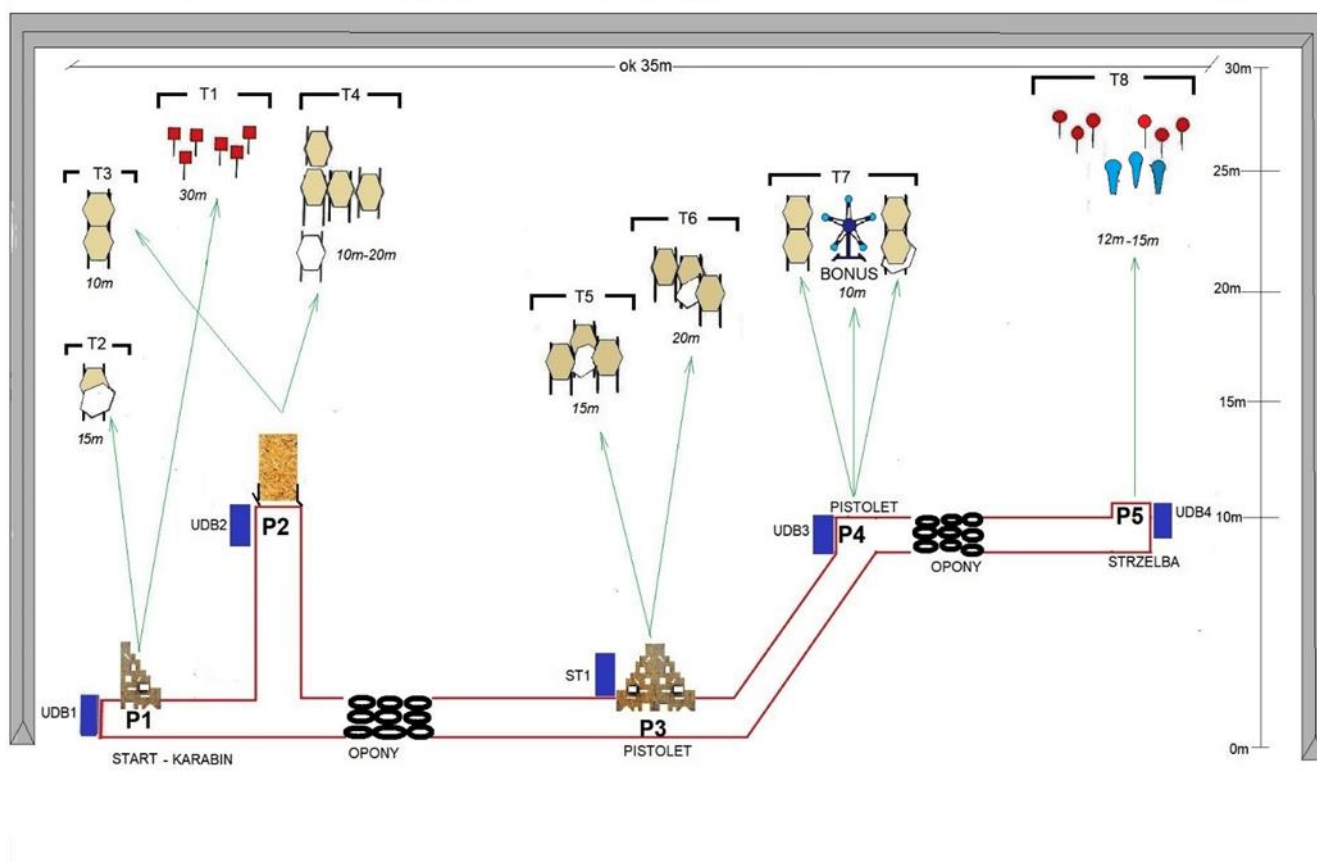 ok 35m
30m
T1
T4
T8
T3
30m
25m
T7
T6
10m-20m
12m -15m
10m
BONUS
10m
20m
T5
20m
T2
15m
15m
15m
UDB2
P2
PISTOLET
UDB3
P4
P5
UDB4
10m
OPONY
STRZELBA
ST1
UDB1
P1
P3
START - KARABIN
OPONY
PISTOLET
0m